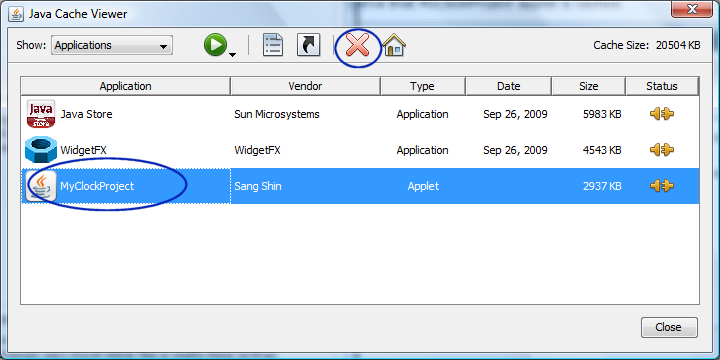 Java Cache Viewer
Show: Applications Cache Size: 20504 KB
Application Vendor Type Date Size Status
Java Store Sun Microsystems Application Sep 26, 2009 5983 KB
WidgetFX WidgetFX Application Sep 26, 2009 4543 KB
MyClockProject Sang Shin Applet 2937 KB
Close